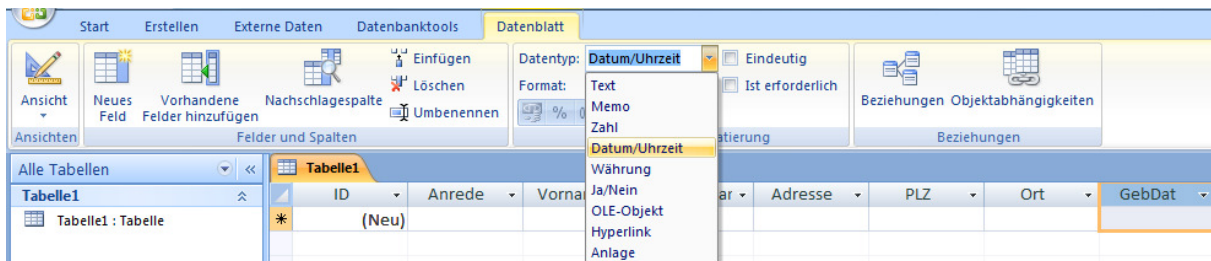 Start Erstellen Externe Daten Datenbanktools Datenblatt
Ansicht
Neues Feld
Vorhandene Felder hinzufügen
Nachschlagespalte
Einfügen
Löschen
Umbenennen
Datentyp: Datum/Uhrzeit
Format:
%
Eindeutig
Ist erforderlich
Beziehungen Objektabhängigkeiten
Ansichten Felder und Spalten Beziehungen
Text
Memo
Zahl
Datum/Uhrzeit
Währung
Ja/Nein
OLE-Objekt
Hyperlink
Anlage
Alle Tabellen
Tabelle1
Tabelle1 : Tabelle
Tabelle1
ID Anrede Adresse PLZ Ort GebDat
(Neu)